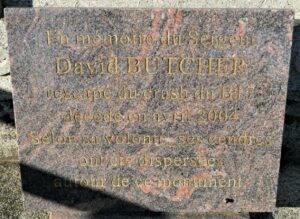 En mémoire du Sergent
David BUTCHER
rescapé du crash du B17
décédé en avril 2004
Selon sa volonté, ses cendres
ont été dispersées
autour de ce monument.